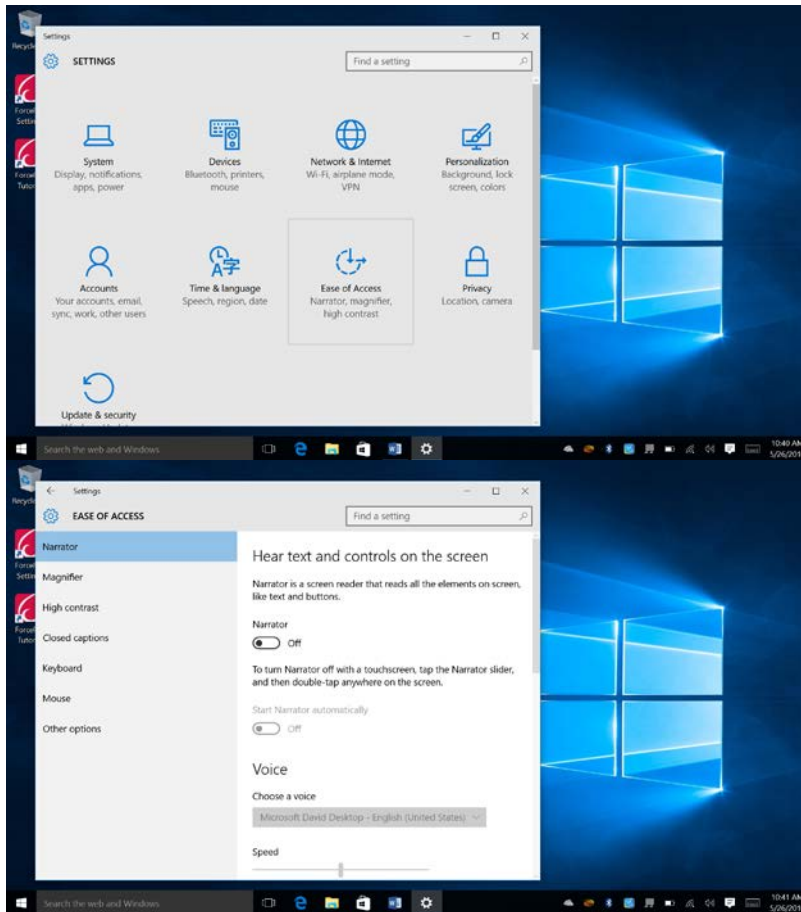 Settings
SETTINGS
Find a setting
System
Display, notifications,
apps, power
Devices
Bluetooth, printers,
mouse
Network & Internet
Wi-Fi, airplane mode,
VPN
Personalization
Background, lock
screen, colors
Accounts
Your accounts, email,
sync, work, other users
Time & language
Speech, region, date
Ease of Access
Narrator, magnifier,
high contrast
Privacy
Location, camera
Update & security
Search the web and Windows
10:40 AM
Settings
EASE OF ACCESS
Find a setting
Narrator
Magnifier
High contrast
Closed captions
Keyboard
Mouse
Other options
Hear text and controls on the screen
Narrator is a screen reader that reads all the elements on screen,
like text and buttons.
Narrator
Off
To turn Narrator off with a touchscreen, tap the Narrator slider,
and then double-tap anywhere on the screen.
Start Narrator automatically
Off
Voice
Choose a voice
Microsoft David Desktop - English (United States)
Speed
Search the web and Windows
10:41 AM